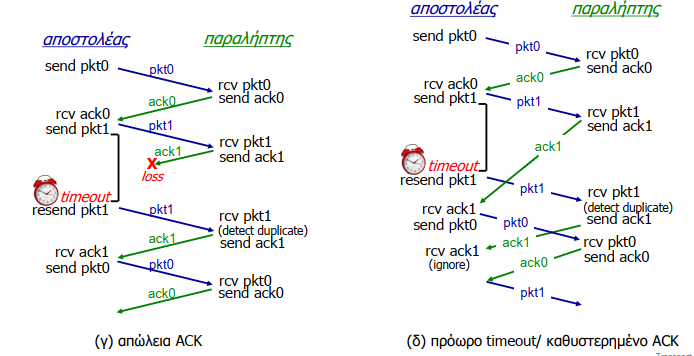 αποστολέας
παραλήπτης
send pkt0
pkt0
rcv pkt0
send ack0
ack0
rcv ack0
send pkt1
pkt1
rcv pkt1
send ack1
ack1
X
loss
timeout
resend pkt1
pkt1
rcv pkt1
(detect duplicate)
send ack1
ack1
rcv ack1
send pkt0
pkt0
rcv pkt0
send ack0
ack0
(γ) απώλεια ACK
αποστολέας
παραλήπτης
send pkt0
pkt0
rcv pkt0
send ack0
ack0
rcv ack0
send pkt1
pkt1
rcv pkt1
send ack1
ack1
timeout
resend pkt1
pkt1
rcv pkt1
(detect duplicate)
send ack1
rcv ack1
send pkt0
pkt0
ack1
rcv ack1
(ignore)
rcv pkt0
send ack0
ack0
pkt1
(δ) πρόωρο timeout/ καθυστερημένο ACK